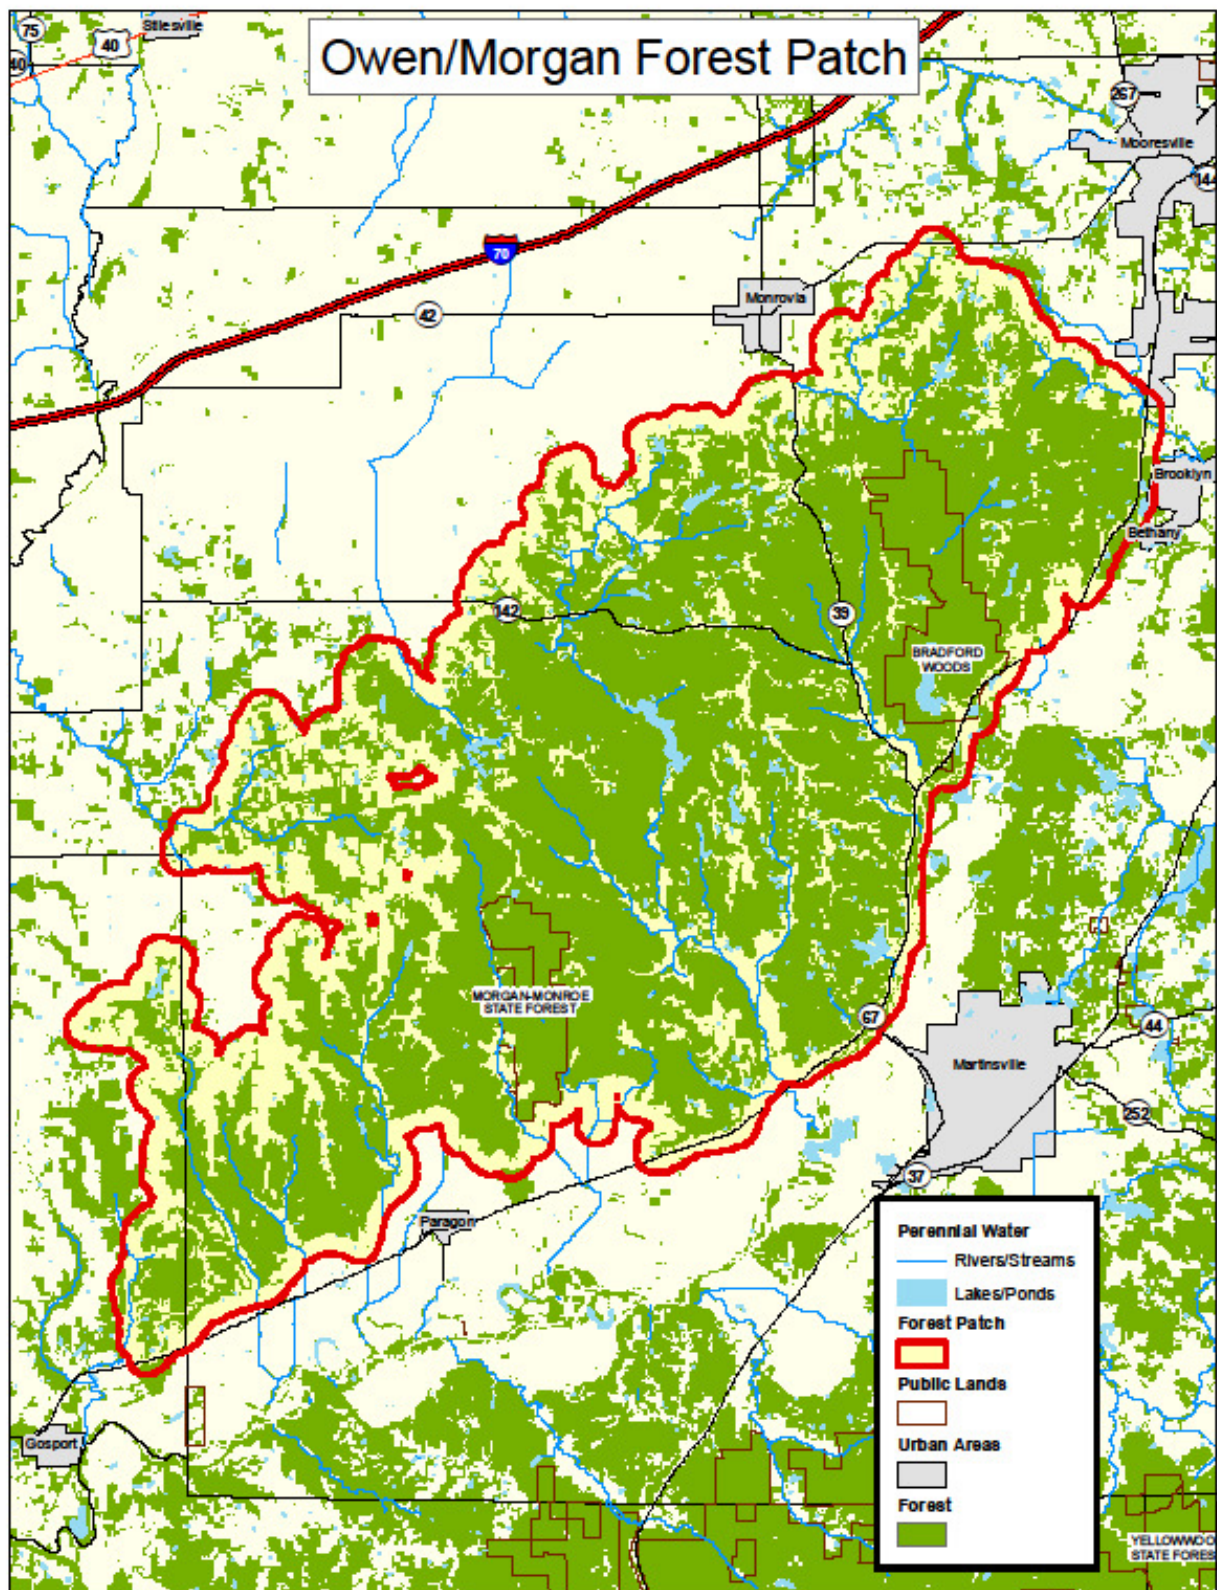 75
Stilesville
40
40
Owen/Morgan Forest Patch
267
Mooresville
144
70
Monrovia
42
Brooklyn
Bethany
142
39
BRADFORD
WOODS
MORGAN-MONROE
STATE FOREST
67
44
Martinsville
252
37
Paragon
Gosport
Perennial Water
Rivers/Streams
Lakes/Ponds
Forest Patch
Public Lands
Urban Areas
Forest
YELLOWWOO
STATE FORES